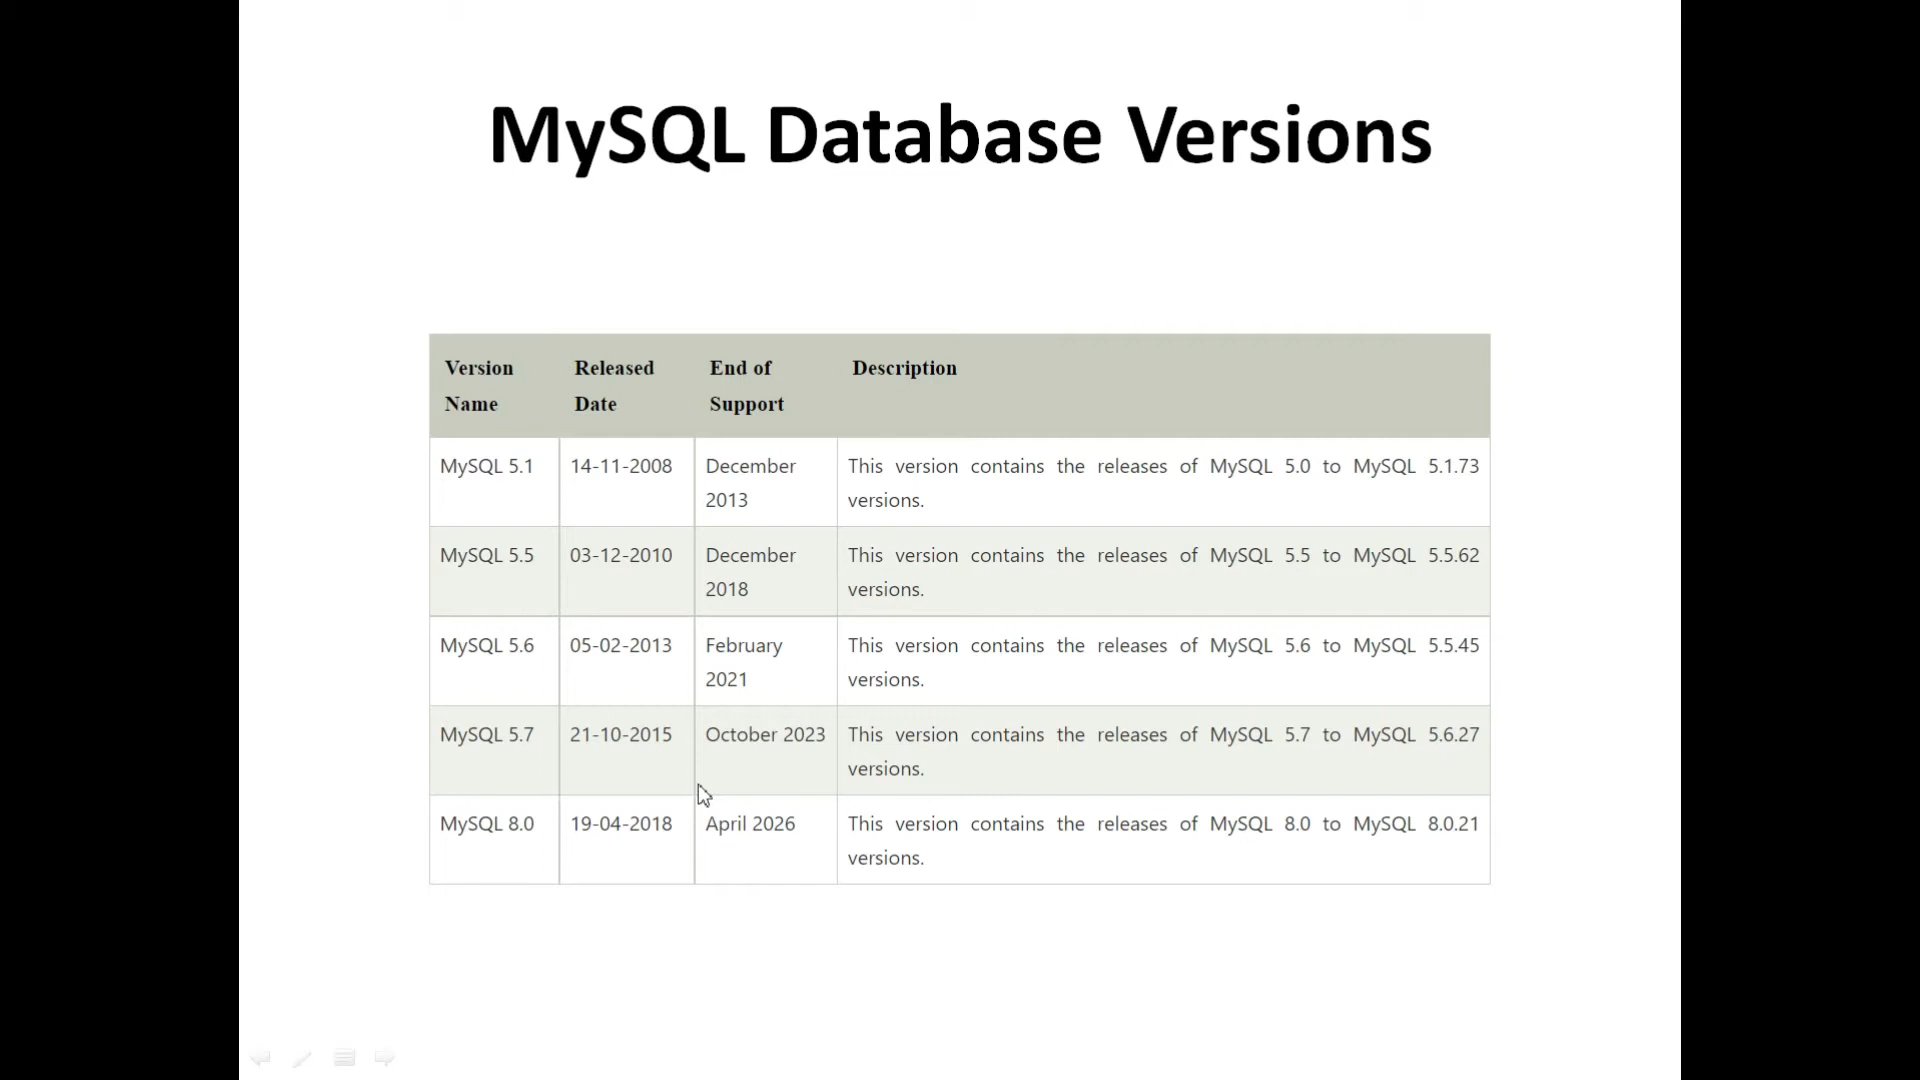 MySQL Database Versions
Version Released End of Description
Name Date Support
MySQL 5.1 14-11-2008 December This version contains the releases of MySQL 5.0 to MySQL 5.1.73
2013 versions.
MySQL 5.5 03-12-2010 December This version contains the releases of MySQL 5.5 to MySQL 5.5.62
2018 versions.
MySQL 5.6 05-02-2013 February This version contains the releases of MySQL 5.6 to MySQL 5.5.45
2021 versions.
MySQL 5.7 21-10-2015 October 2023 This version contains the releases of MySQL 5.7 to MySQL 5.6.27
versions.
MySQL 8.0 19-04-2018 April 2026 This version contains the releases of MySQL 8.0 to MySQL 8.0.21
versions.